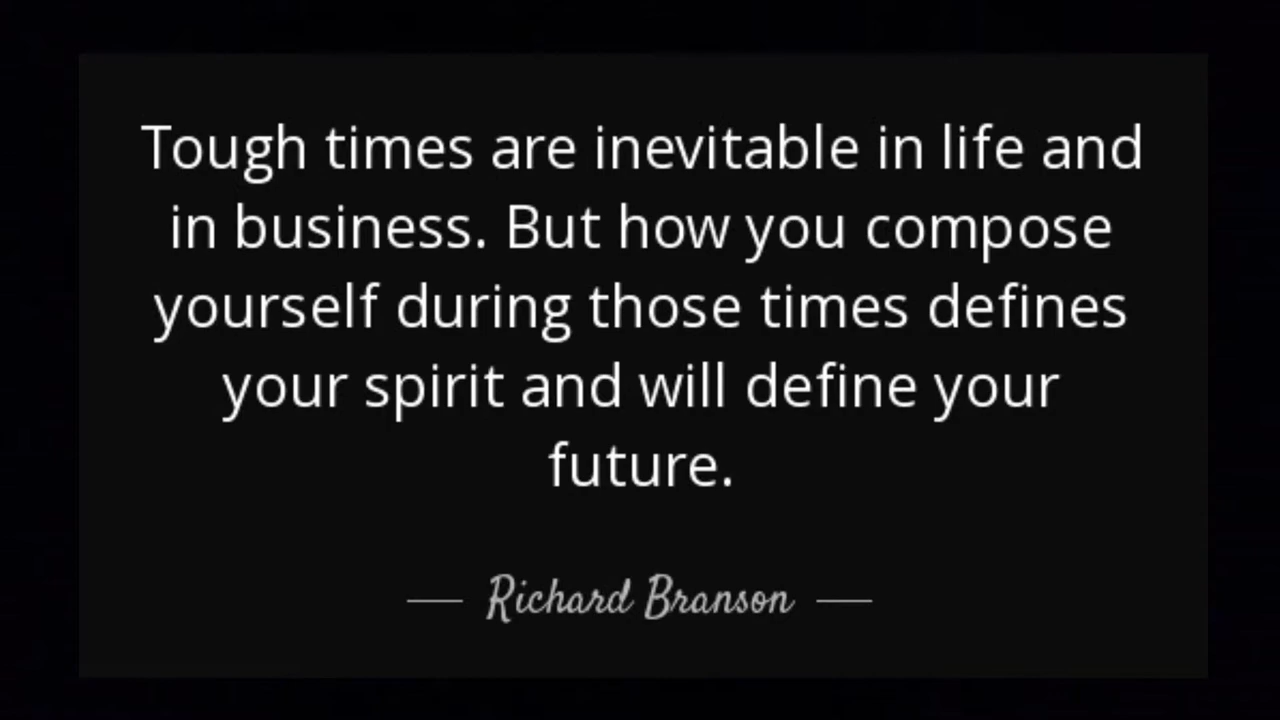 Tough times are inevitable in life and
in business. But how you compose
yourself during those times defines
your spirit and will define your
future.
Richard Branson